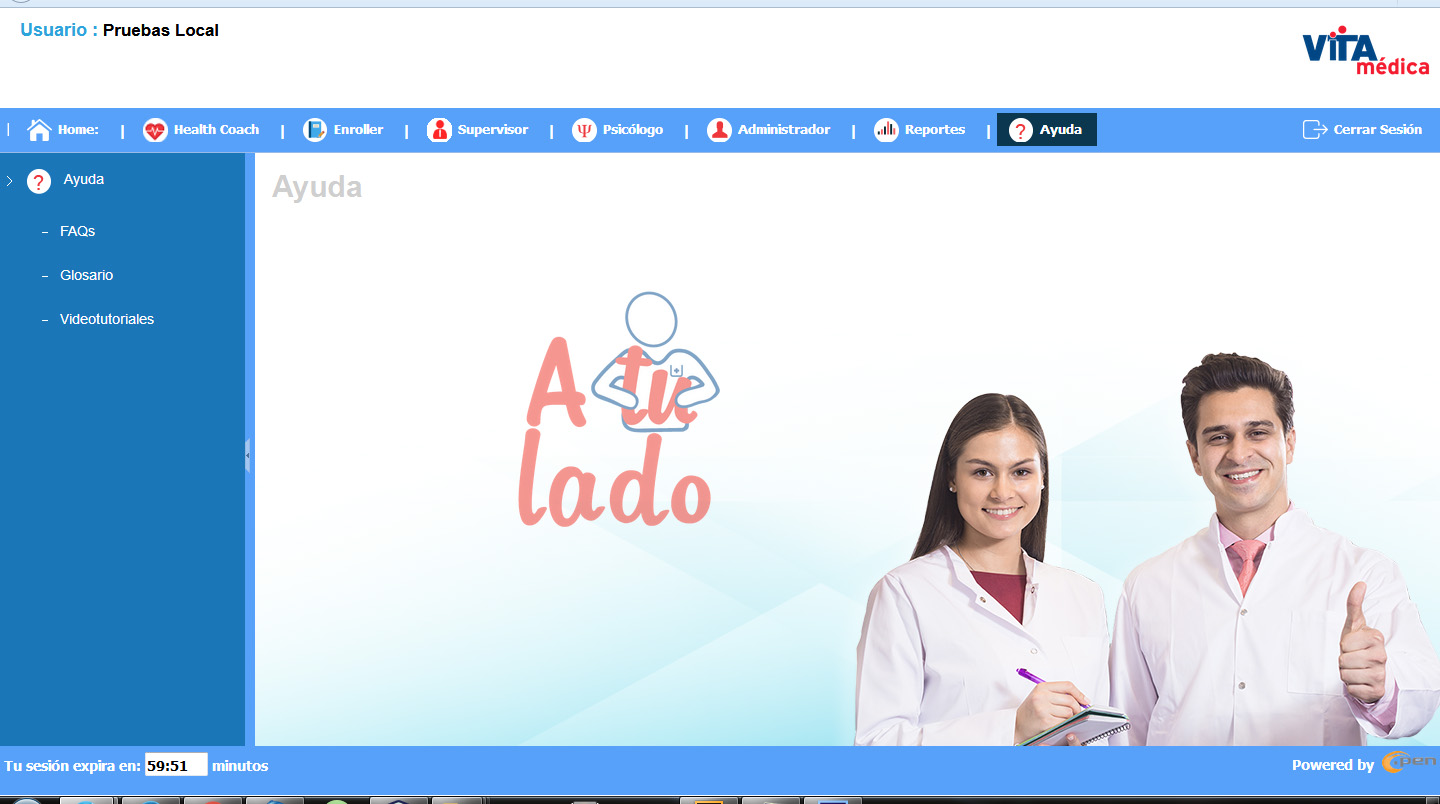 Usuario : Pruebas Local
VITA
médica
| Home: | Health Coach | Enroller | Supervisor | Psicólogo | Administrador | Reportes | Ayuda Cerrar Sesión
Ayuda
FAQs
Glosario
Videotutoriales
Ayuda
A tu
lado
Tu sesión expira en: 59:51 minutos
Powered by Open